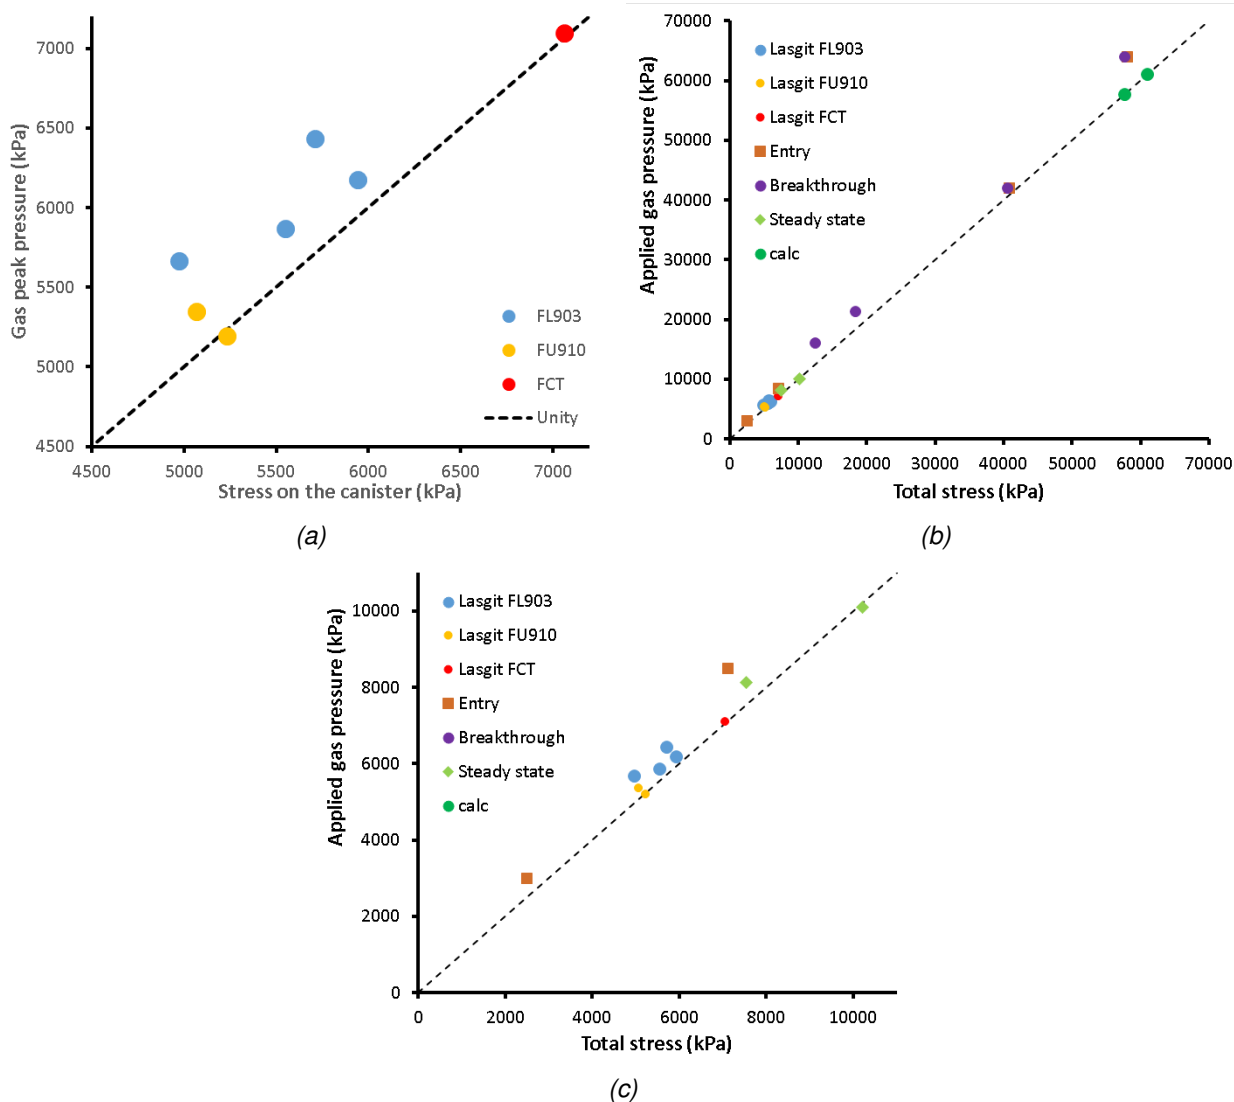 7000
6500
6000
5500
5000
4500
Gas peak pressure (kPa)
FL903
FU910
FCT
Unity
4500 5000 5500 6000 6500 7000
Stress on the canister (kPa)
(a)
70000
60000
50000
40000
30000
20000
10000
0
Applied gas pressure (kPa)
Lasgit FL903
Lasgit FU910
Lasgit FCT
Entry
Breakthrough
Steady state
calc
0 10000 20000 30000 40000 50000 60000 70000
Total stress (kPa)
(b)
10000
8000
6000
4000
2000
0
Applied gas pressure (kPa)
Lasgit FL903
Lasgit FU910
Lasgit FCT
Entry
Breakthrough
Steady state
calc
0 2000 4000 6000 8000 10000
Total stress (kPa)
(c)